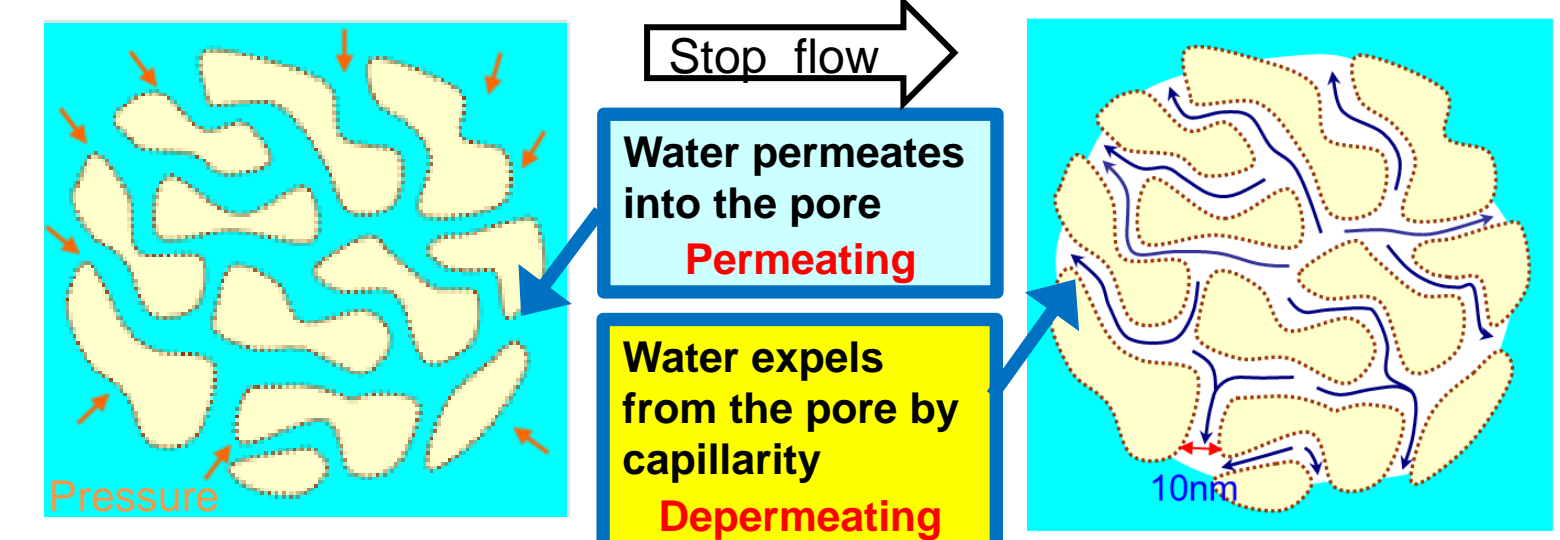 Stop flow
Water permeates
into the pore
Permeating
Water expels
from the pore by
capillarity
Depermeating
Pressure
10nm